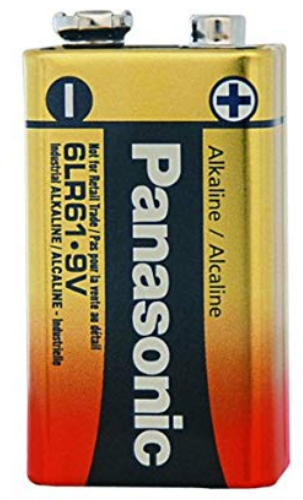 Alkaline / Alcaline
Panasonic
Not for Retail Trade / Pas pour la vente au détail
6LR61·9V
Industrial ALKALINE / ALCALINE - Industrielle